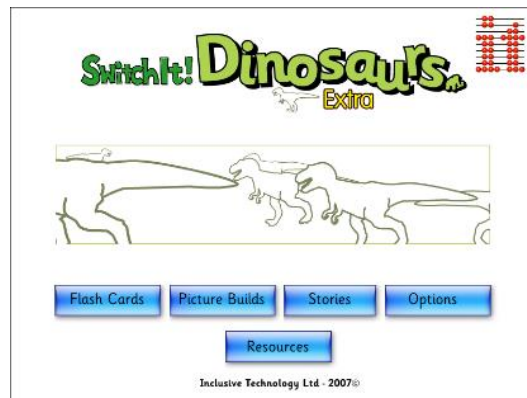 SwitchIt! Dinosaurs
Extra
Flash Cards
Picture Builds
Stories
Options
Resources
Inclusive Technology Ltd - 2007©